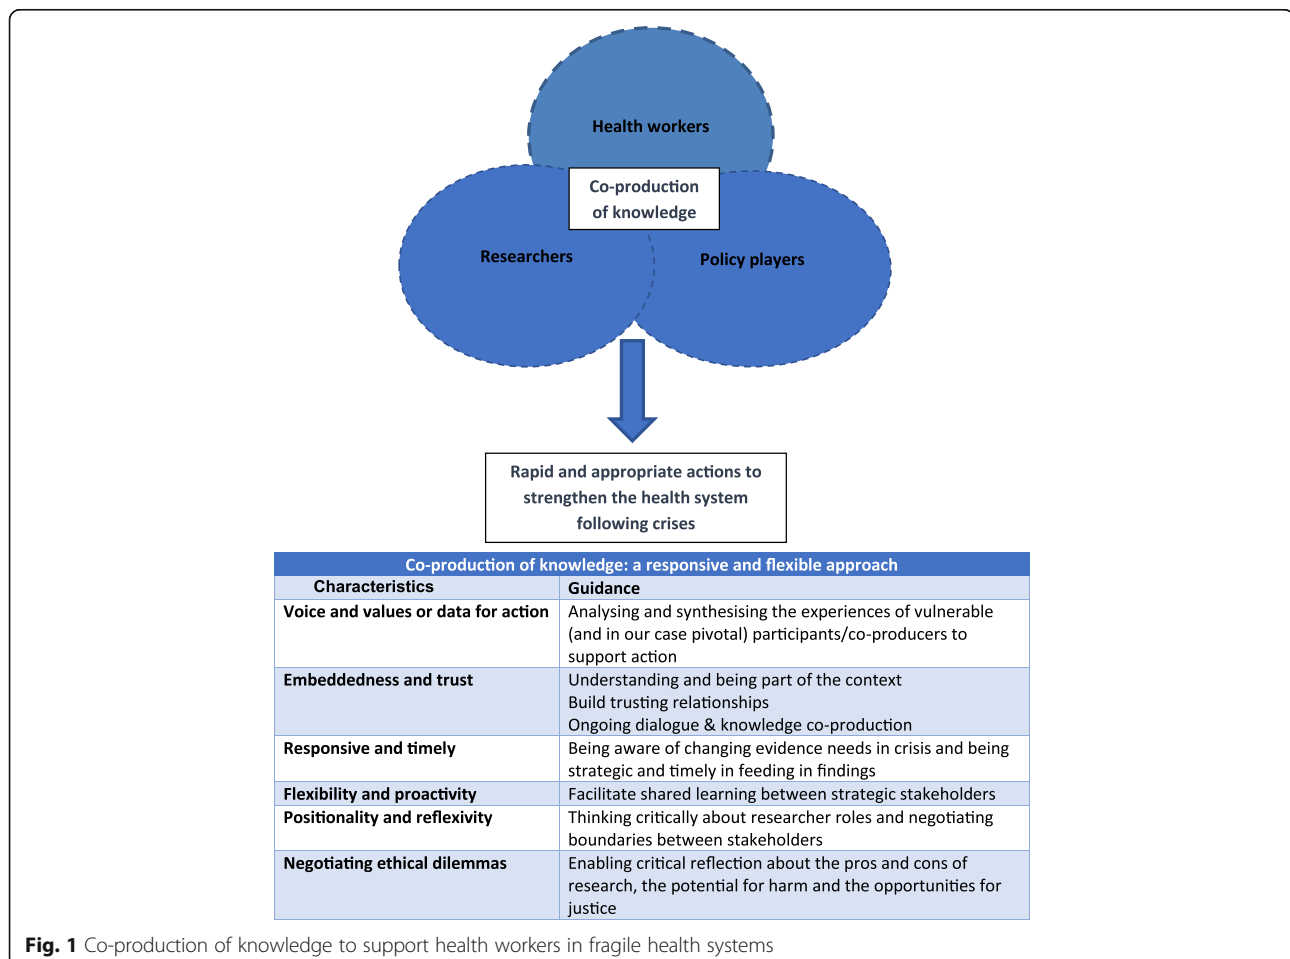 Health workers
Co-production
of knowledge
Researchers
Policy players
Rapid and appropriate actions to
strengthen the health system
following crises
Co-production of knowledge: a responsive and flexible approach
Characteristics
Guidance
Voice and values or data for action
Analysing and synthesising the experiences of vulnerable
(and in our case pivotal) participants/co-producers to
support action
Embeddedness and trust
Understanding and being part of the context
Build trusting relationships
Ongoing dialogue & knowledge co-production
Responsive and timely
Being aware of changing evidence needs in crisis and being
strategic and timely in feeding in findings
Flexibility and proactivity
Facilitate shared learning between strategic stakeholders
Positionality and reflexivity
Thinking critically about researcher roles and negotiating
boundaries between stakeholders
Negotiating ethical dilemmas
Enabling critical reflection about the pros and cons of
research, the potential for harm and the opportunities for
justice
Fig. 1 Co-production of knowledge to support health workers in fragile health systems